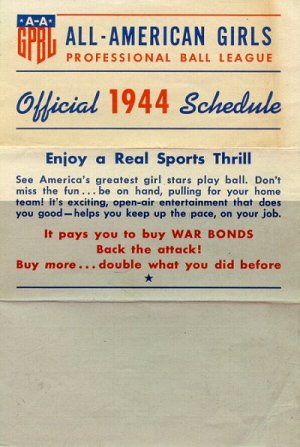 A-A
GPBL
ALL-AMERICAN GIRLS
PROFESSIONAL BALL LEAGUE
Official 1944 Schedule
Enjoy a Real Sports Thrill
See America's greatest girl stars play ball. Don't
miss the fun...be on hand, pulling for your home
team! It's exciting, open-air entertainment that does
you good—helps you keep up the pace, on your job.
It pays you to buy WAR BONDS
Back the attack!
Buy more...double what you did before